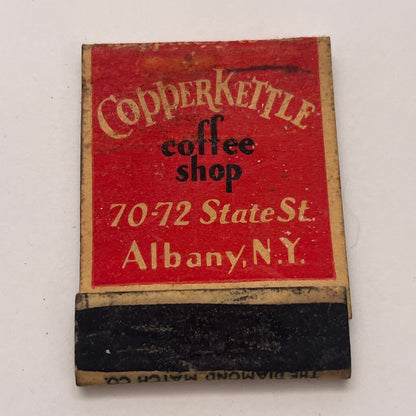 CopperKettle
coffee
shop
70-72 State St.
Albany, N.Y.
THE DIAMOND MATCH CO.